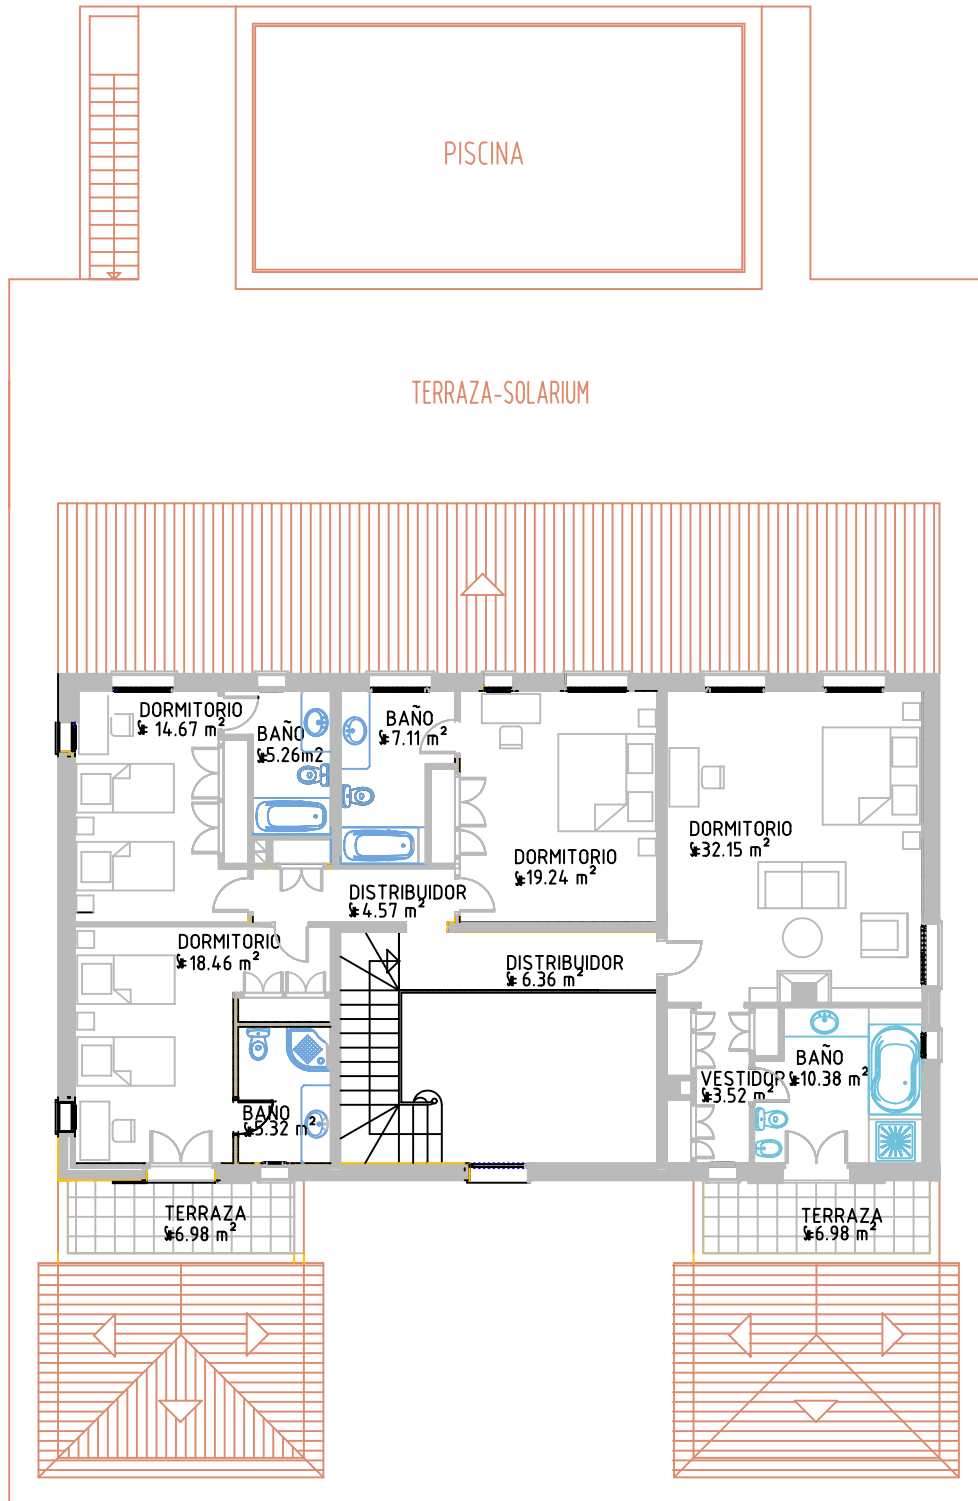 PISCINA
TERRAZA-SOLARIUM
DORMITORIO
14.67 m²
BAÑO
5.26m2
BAÑO
7.11 m²
DORMITORIO
19.24 m²
DORMITORIO
32.15 m²
DISTRIBUIDOR
4.57 m²
DORMITORIO
18.46 m²
DISTRIBUIDOR
6.36 m²
BAÑO
5.32 m²
VESTIDOR
3.52 m²
BAÑO
10.38 m²
TERRAZA
6.98 m²
TERRAZA
6.98 m²